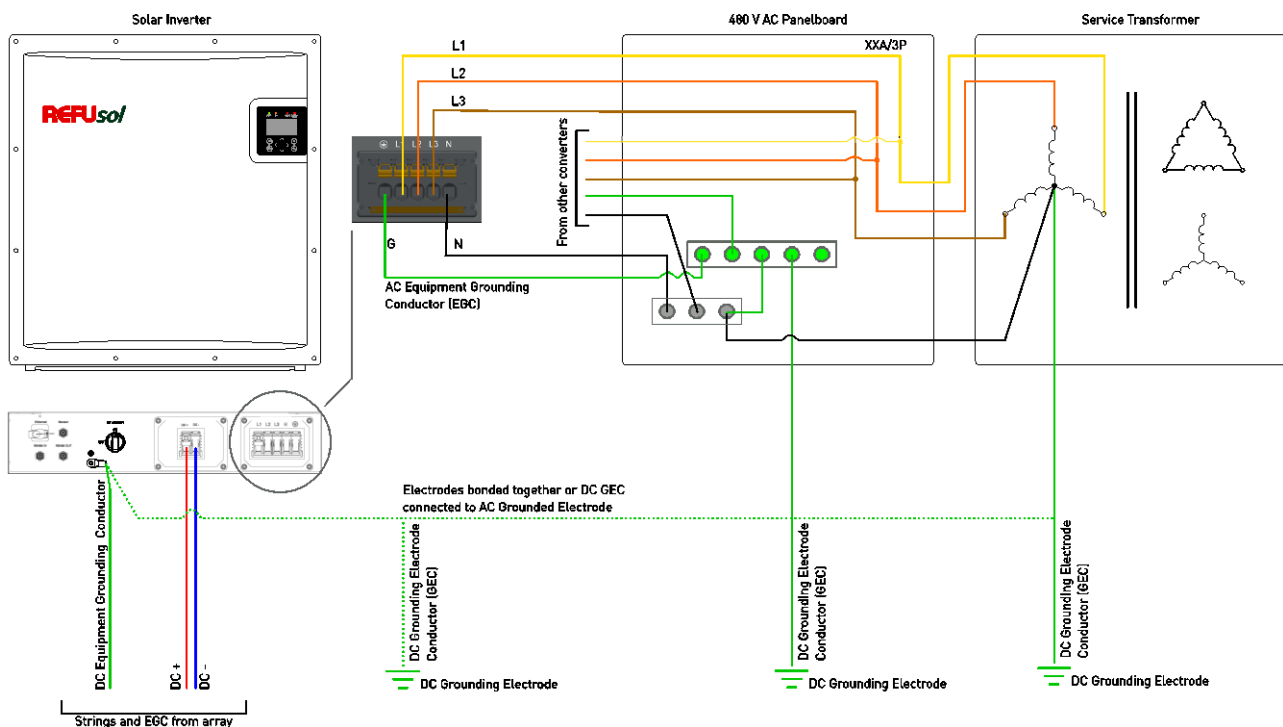 Solar Inverter
480 V AC Panelboard
Service Transformer
REFUsol
L1
L2
L3
XXA/3P
L1 L2 L3 N
From other converters
G
N
AC Equipment Grounding
Conductor (EGC)
L1 L2 L3 N
Electrodes bonded together or DC GEC
connected to AC Grounded Electrode
DC Equipment Grounding Conductor
DC +
DC -
DC Grounding Electrode
Conductor (GEC)
DC Grounding Electrode
Conductor (GEC)
DC Grounding Electrode
Conductor (GEC)
DC Grounding Electrode
DC Grounding Electrode
DC Grounding Electrode
Strings and EGC from array